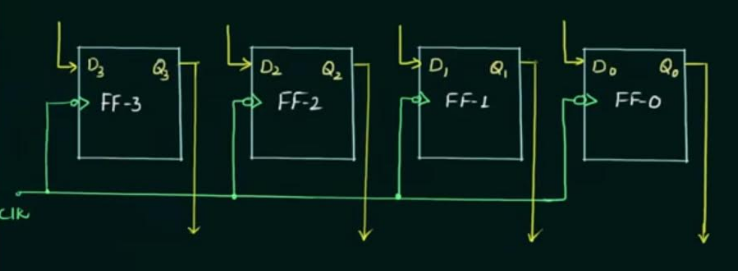 D₃ Q₃ D₂ Q₂ D₁ Q₁ D₀ Q₀
FF-3 FF-2 FF-1 FF-0
CLK